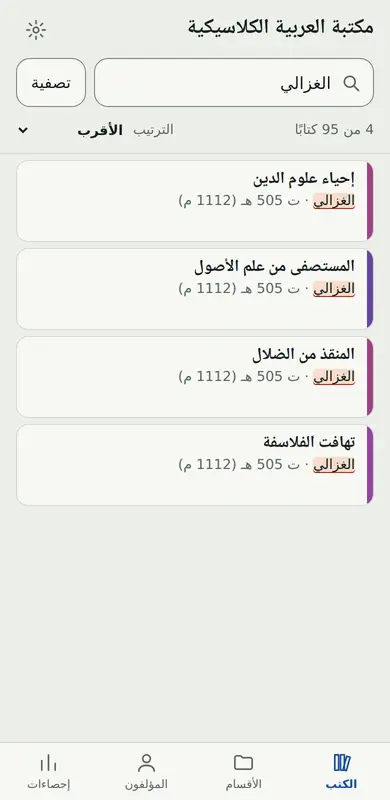 مكتبة العربية الكلاسيكية
الغزالي
تصفية
4 من 95 كتابًا
الترتيب الأقرب
إحياء علوم الدين
الغزالي · ت 505 هـ (1112 م)
المستصفى من علم الأصول
الغزالي · ت 505 هـ (1112 م)
المنقذ من الضلال
الغزالي · ت 505 هـ (1112 م)
تهافت الفلاسفة
الغزالي · ت 505 هـ (1112 م)
الكتب
الأقسام
المؤلفون
إحصاءات